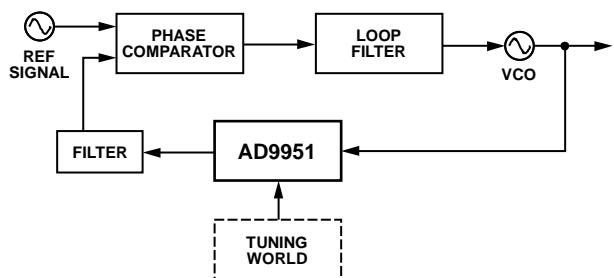 REF
SIGNAL
PHASE
COMPARATOR
LOOP
FILTER
VCO
FILTER
AD9951
TUNING
WORLD